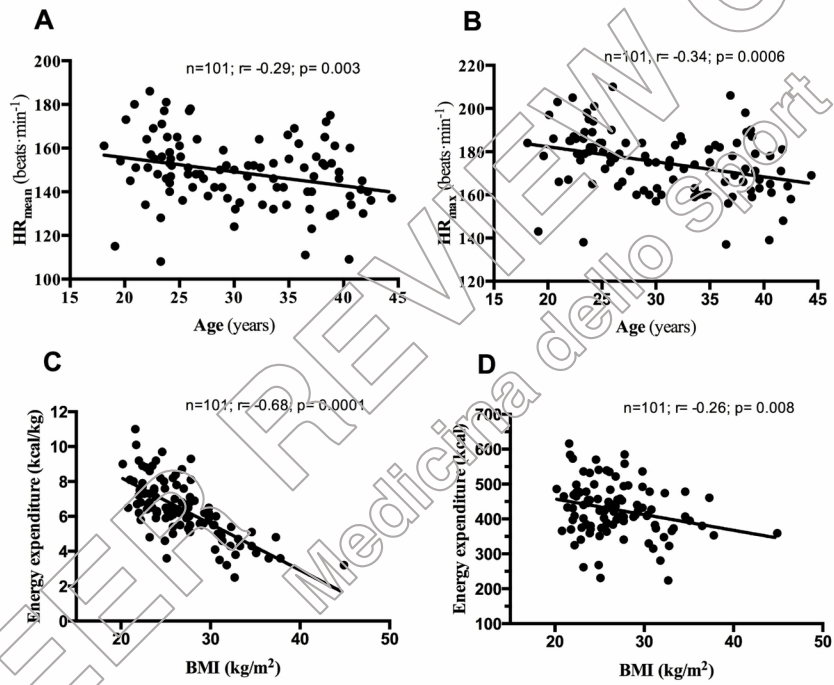 A
n=101; r= -0.29; p= 0.003
HRmean (beats·min-1)
200
180
160
140
120
100
15 20 25 30 35 40 45
Age (years)
B
n=101, r= -0.34; p= 0.0006
HRmax (beats·min-1)
220
200
180
160
140
120
15 20 25 30 35 40 45
Age (years)
C
n=101; r= -0.68; p= 0.0001
Energy expenditure (kcal/kg)
12
10
8
6
4
2
0
20 30 40 50
BMI (kg/m2)
D
n=101; r= -0.26; p= 0.008
Energy expenditure (kcal)
700
600
500
400
300
200
100
20 30 40 50
BMI (kg/m2)
PEER REVIEW
Medicina dello sport